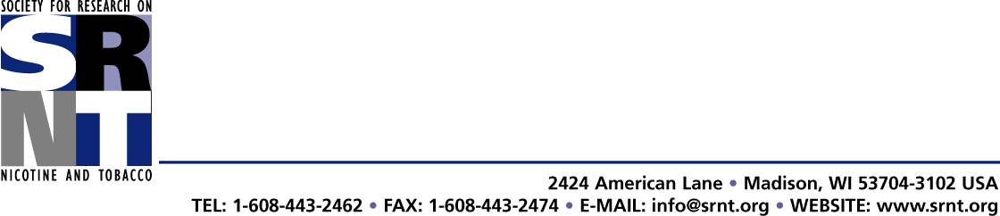 SOCIETY FOR RESEARCH ON
SR
NT
NICOTINE AND TOBACCO
2424 American Lane • Madison, WI 53704-3102 USA
TEL: 1-608-443-2462 • FAX: 1-608-443-2474 • E-MAIL: info@srnt.org • WEBSITE: www.srnt.org